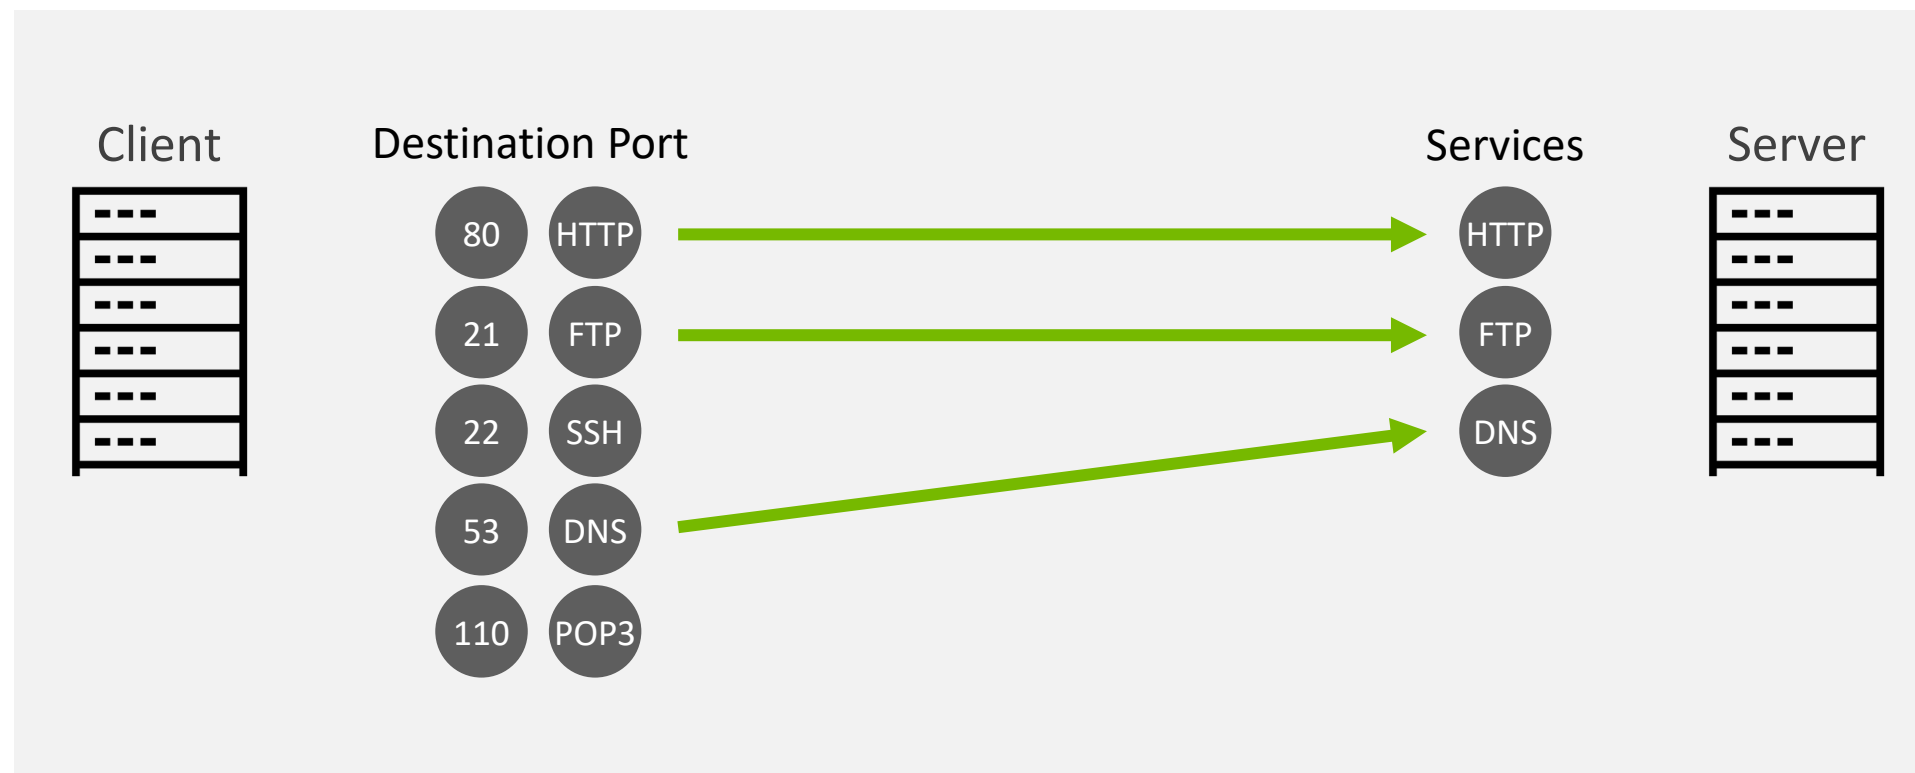 Client
Destination Port
Services
Server
80 HTTP HTTP
21 FTP FTP
22 SSH DNS
53 DNS
110 POP3